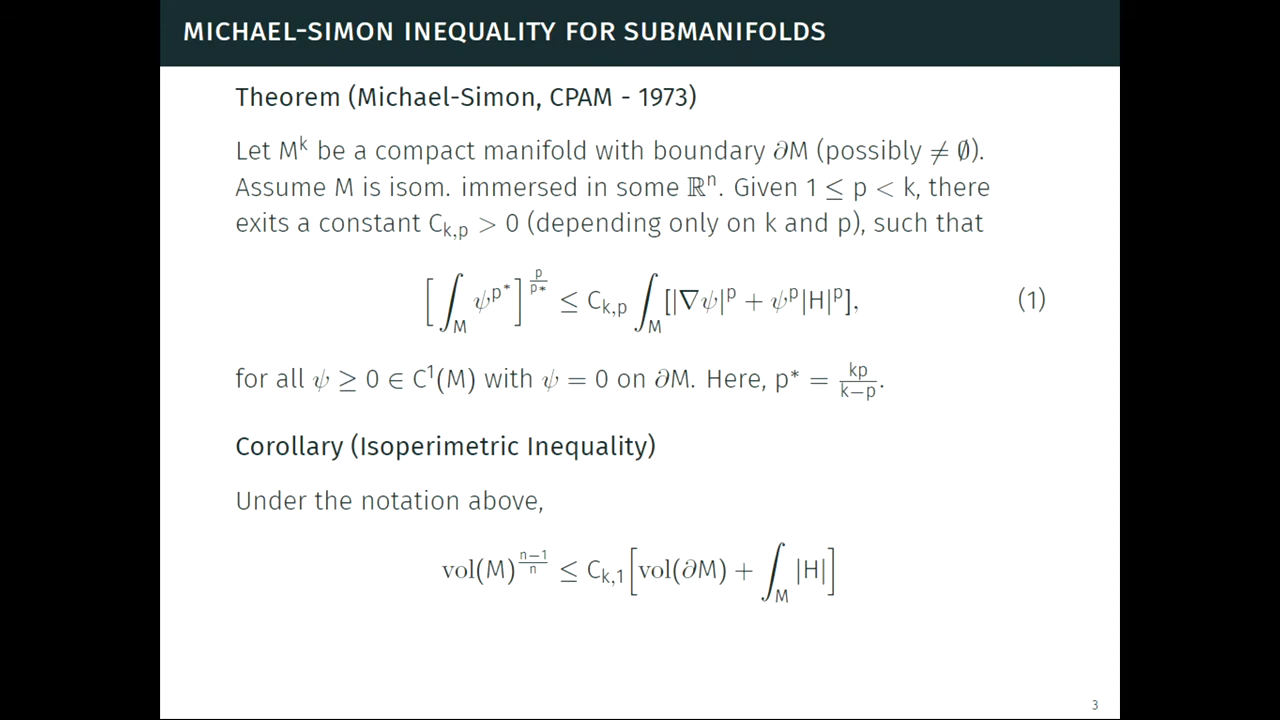 MICHAEL-SIMON INEQUALITY FOR SUBMANIFOLDS
Theorem (Michael-Simon, CPAM - 1973)
Let M^k be a compact manifold with boundary ∂M (possibly ≠ ∅).
Assume M is isom. immersed in some ℝ^n. Given 1 ≤ p < k, there
exits a constant C_{k,p} > 0 (depending only on k and p), such that
[∫_M ψ^{p*}]^{p/p*} ≤ C_{k,p} ∫_M [|∇ψ|^p + ψ^p|H|^p], (1)
for all ψ ≥ 0 ∈ C^1(M) with ψ = 0 on ∂M. Here, p* = kp/(k−p).
Corollary (Isoperimetric Inequality)
Under the notation above,
vol(M)^{(n−1)/n} ≤ C_{k,1}[vol(∂M) + ∫_M |H|]
3